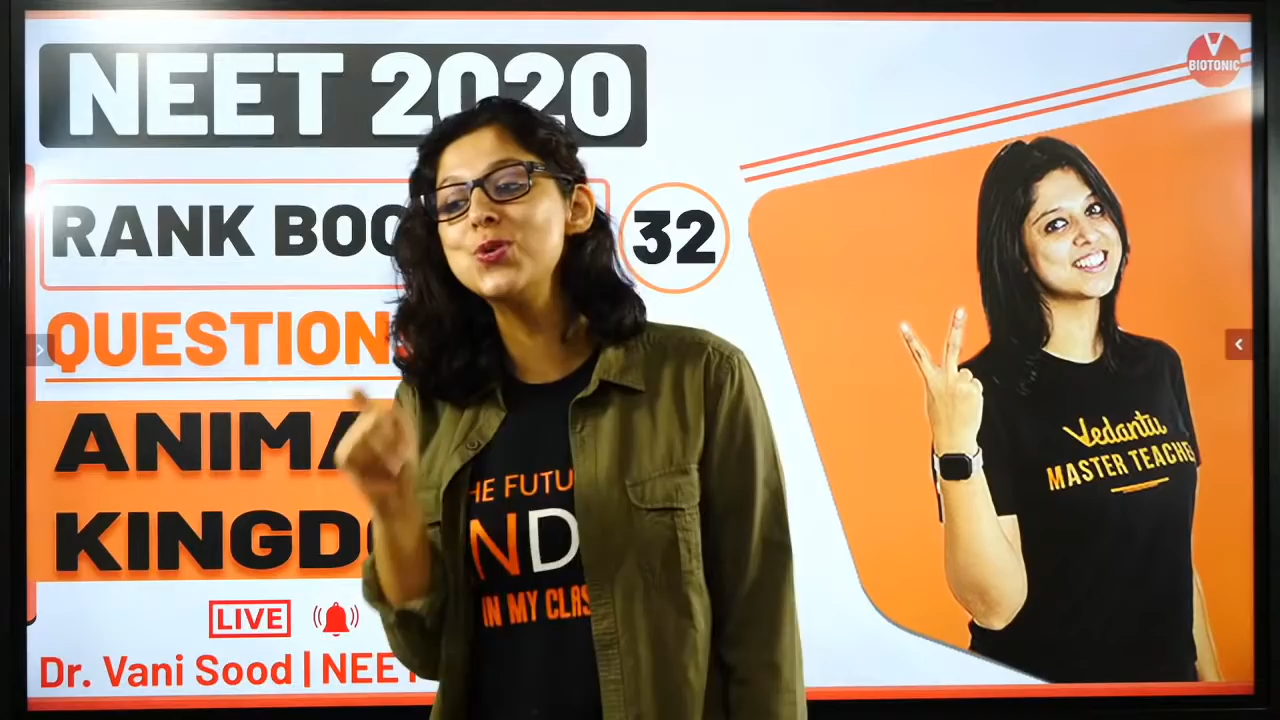 NEET 2020
RANK BOO
32
QUESTION
ANIMA
KINGDO
LIVE
Dr. Vani Sood | NEET
HE FUTU
ND
IN MY CLAS
V
BIOTONIC
Vedantu
MASTER TEACHE